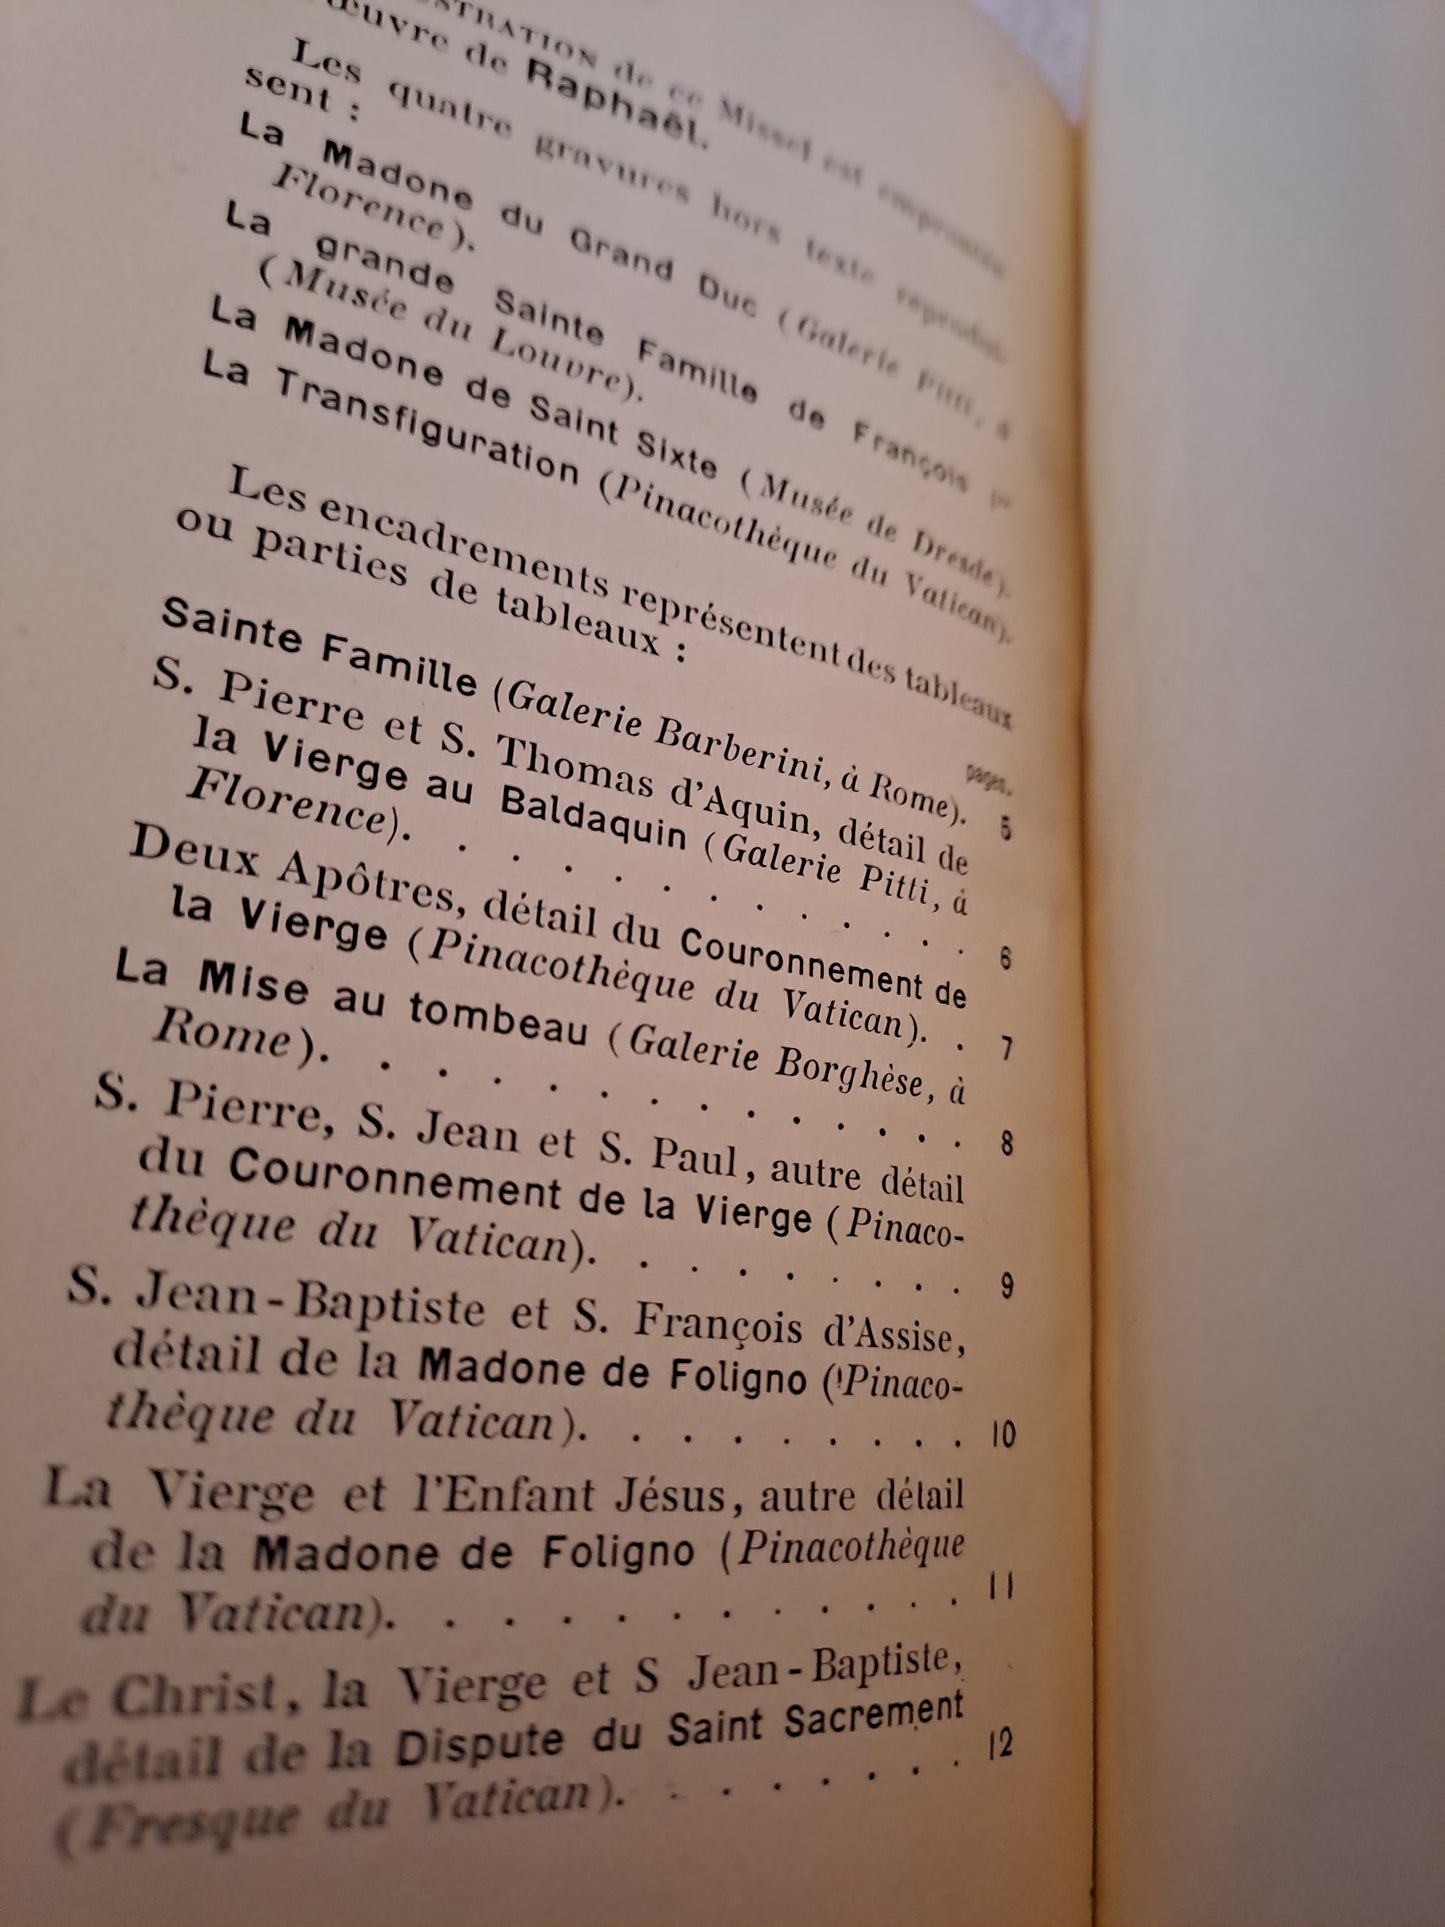 STRATION de ce Missel est empruntée
œuvre de Raphaël.
Les quatre gravures hors texte reprodui-
sent :
La Madone du Grand Duc (Galerie Pitti, à
Florence).
La grande Sainte Famille de François Ier
(Musée du Louvre).
La Madone de Saint Sixte (Musée de Dresde).
La Transfiguration (Pinacothèque du Vatican).
Les encadrements représentent des tableaux
ou parties de tableaux :
pages.
Sainte Famille (Galerie Barberini, à Rome). 5
S. Pierre et S. Thomas d'Aquin, détail de
la Vierge au Baldaquin (Galerie Pitti, à
Florence). . . . . . . . . . . 6
Deux Apôtres, détail du Couronnement de
la Vierge (Pinacothèque du Vatican). . 7
La Mise au tombeau (Galerie Borghèse, à
Rome). . . . . . . . . . . . . 8
S. Pierre, S. Jean et S. Paul, autre détail
du Couronnement de la Vierge (Pinaco-
thèque du Vatican). . . . . . . . 9
S. Jean-Baptiste et S. François d'Assise,
détail de la Madone de Foligno (Pinaco-
thèque du Vatican). . . . . . . . 10
La Vierge et l'Enfant Jésus, autre détail
de la Madone de Foligno (Pinacothèque
du Vatican). . . . . . . . . . . 11
Le Christ, la Vierge et S Jean-Baptiste,
détail de la Dispute du Saint Sacrement
(Fresque du Vatican). . . . . . . 12